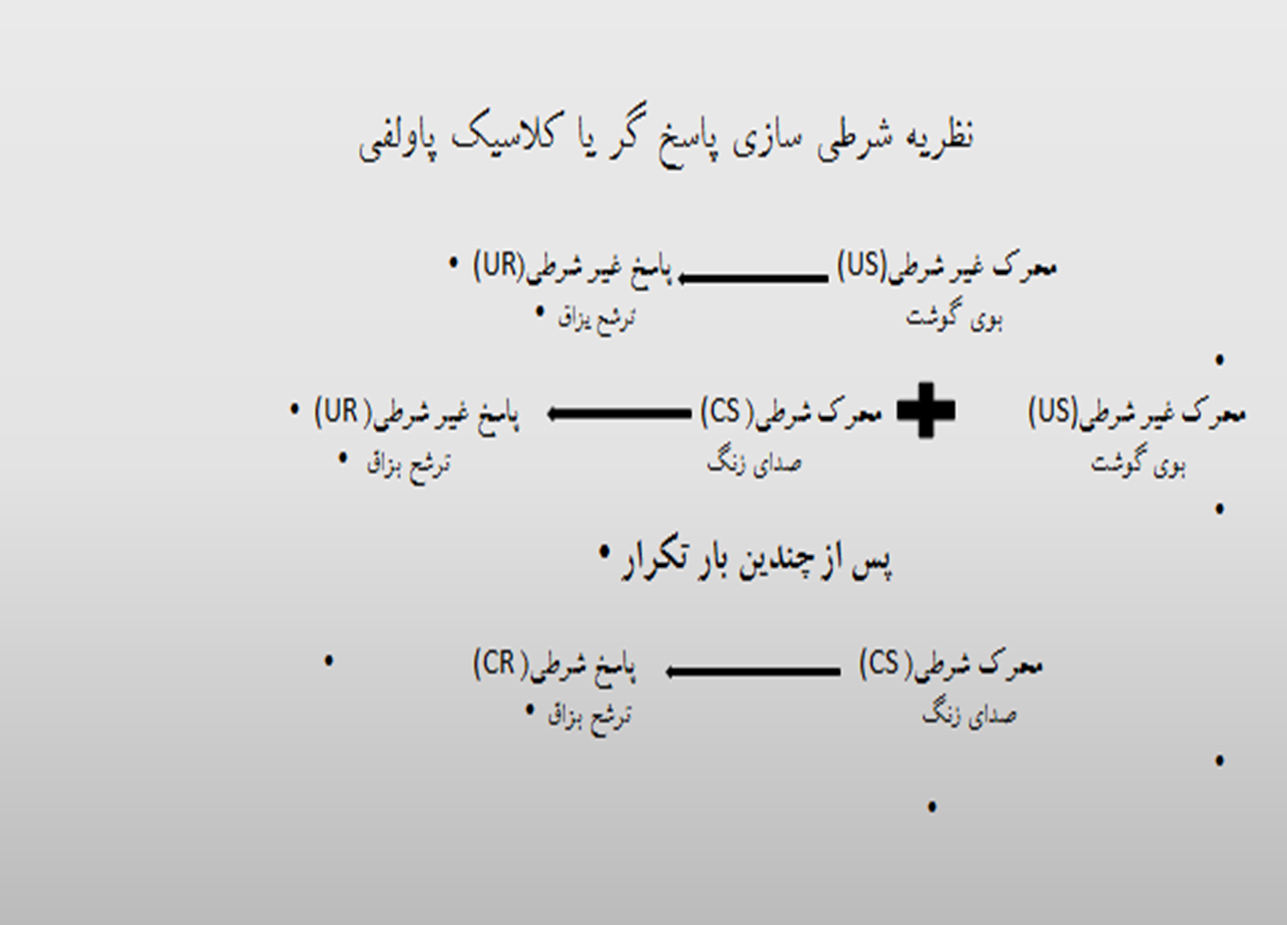 نظریه شرطی سازی پاسخ گر یا کلاسیک پاولفی
محرک غیر شرطی(US) پاسخ غیر شرطی(UR) •
بوی گوشت ترشح یزاق •
•
محرک غیر شرطی(US) محرک شرطی( CS) پاسخ غیر شرطی( UR) •
بوی گوشت صدای زنگ ترشح بزاق •
•
پس از چندین بار تکرار •
محرک شرطی( CS) پاسخ شرطی( CR) •
صدای زنگ ترشح بزاق •
•
•